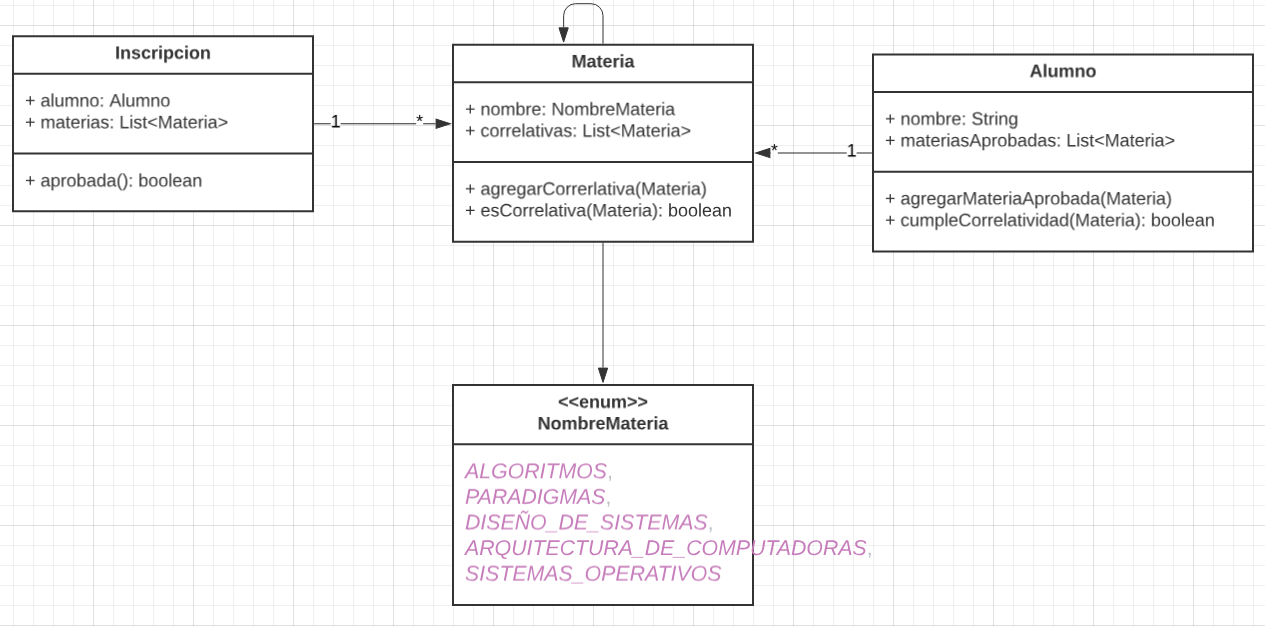 Inscripcion
+ alumno: Alumno
+ materias: List<Materia>
+ aprobada(): boolean
1
*
Materia
+ nombre: NombreMateria
+ correlativas: List<Materia>
+ agregarCorrerlativa(Materia)
+ esCorrelativa(Materia): boolean
*
1
Alumno
+ nombre: String
+ materiasAprobadas: List<Materia>
+ agregarMateriaAprobada(Materia)
+ cumpleCorrelatividad(Materia): boolean
<<enum>>
NombreMateria
ALGORITMOS,
PARADIGMAS,
DISEÑO_DE_SISTEMAS,
ARQUITECTURA_DE_COMPUTADORAS,
SISTEMAS_OPERATIVOS